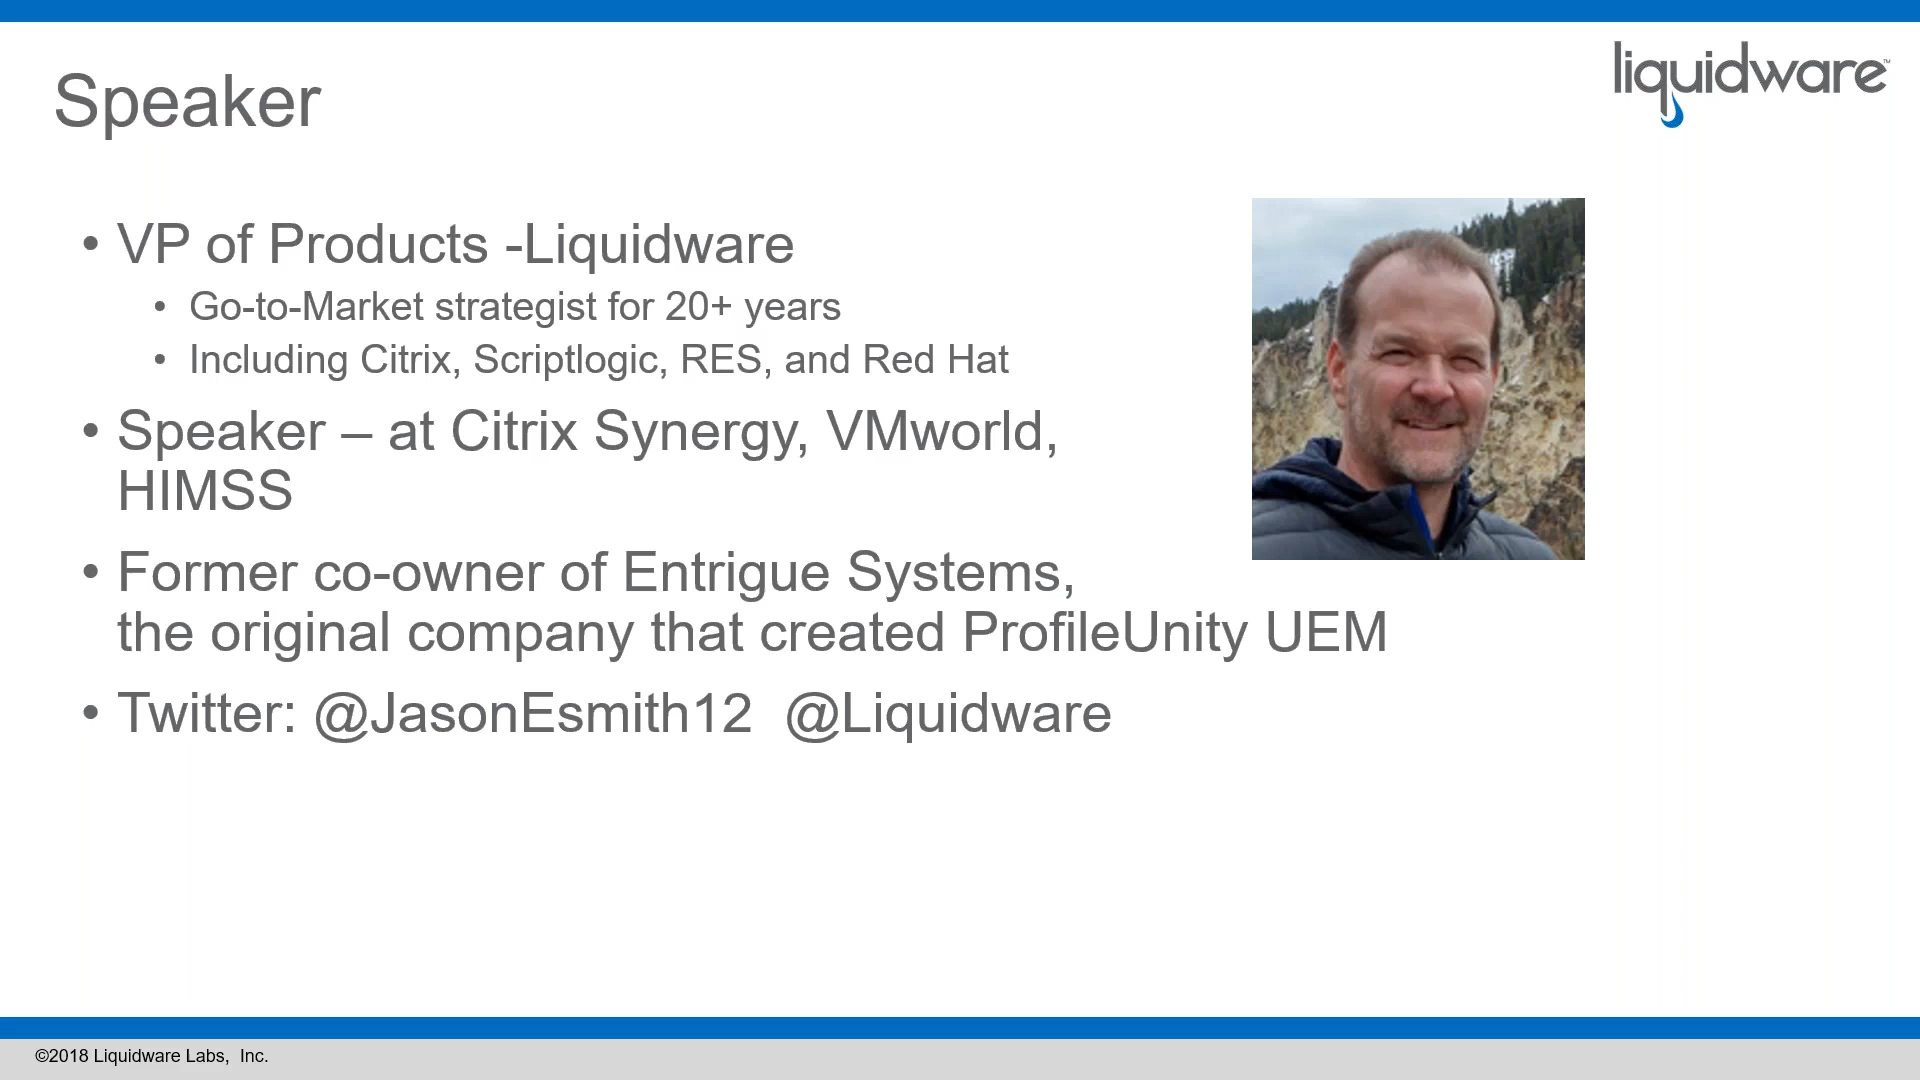 liquidware™
Speaker
• VP of Products -Liquidware
• Go-to-Market strategist for 20+ years
• Including Citrix, Scriptlogic, RES, and Red Hat
• Speaker – at Citrix Synergy, VMworld,
HIMSS
• Former co-owner of Entrigue Systems,
the original company that created ProfileUnity UEM
• Twitter: @JasonEsmith12  @Liquidware
©2018 Liquidware Labs,  Inc.